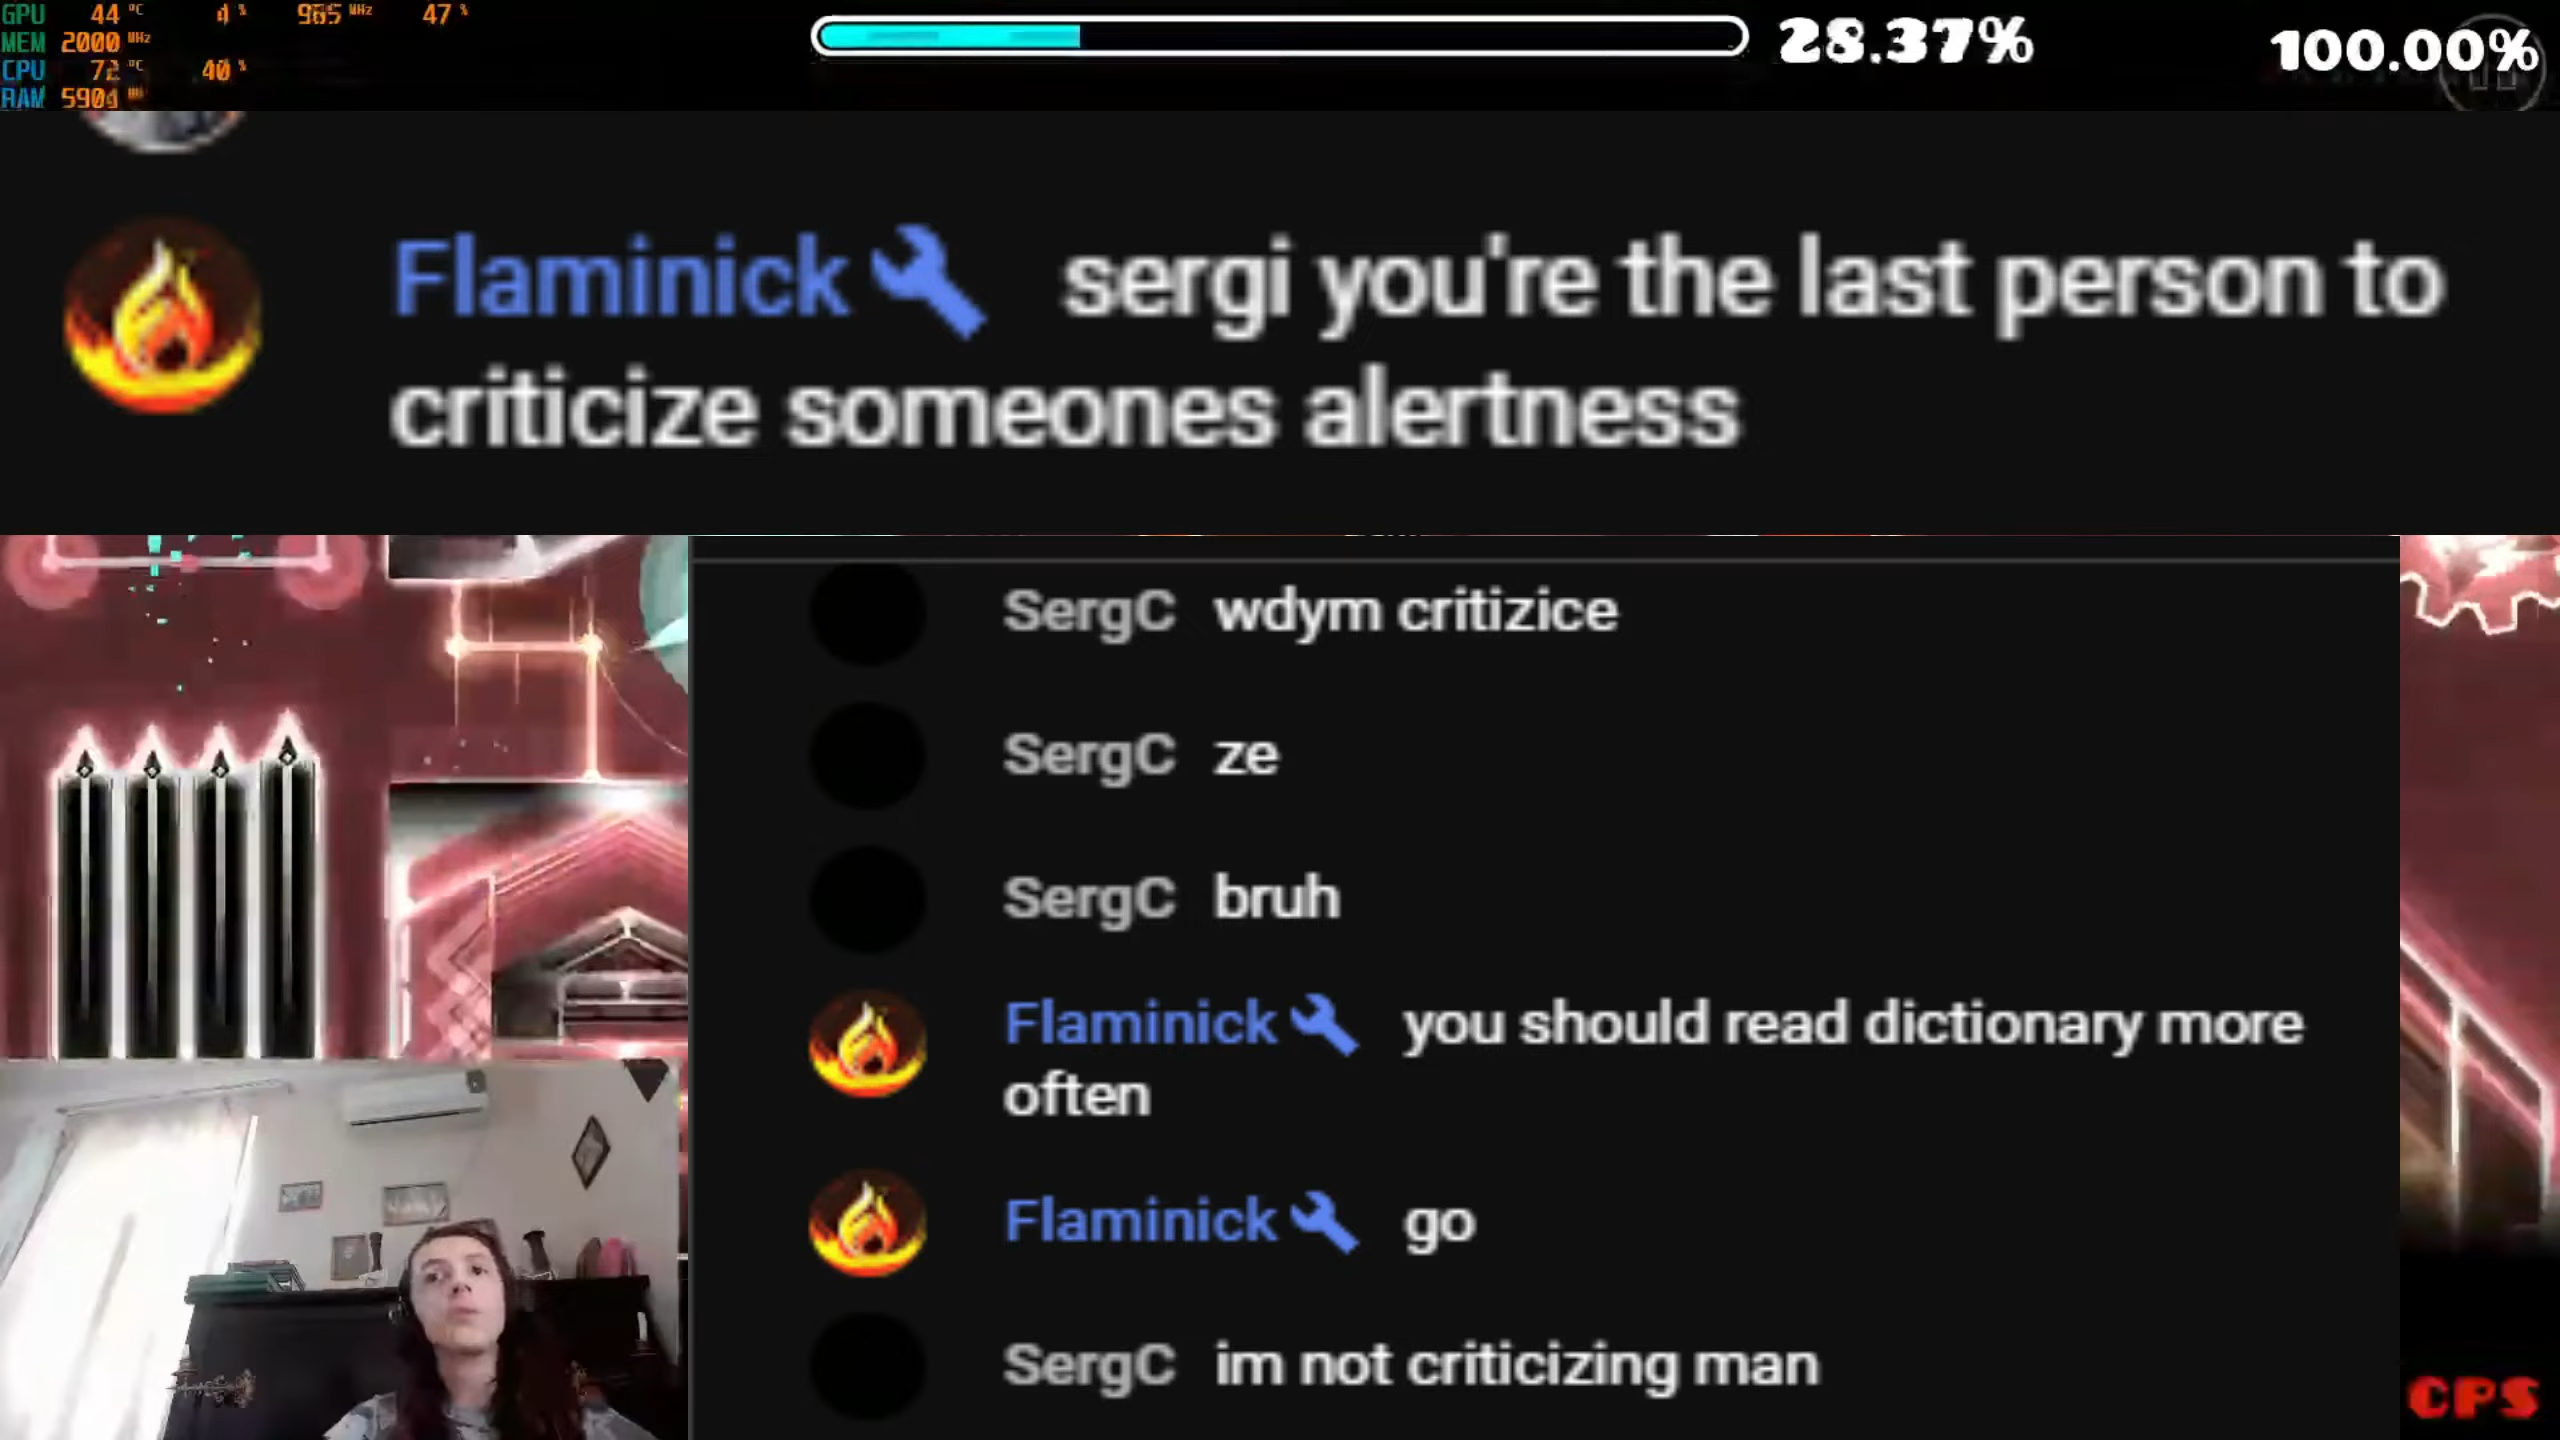 GPU 44 °C 4 % 965 MHz 47 %
MEM 2000 MHz
CPU 72 °C 40 %
RAM
28.37%
100.00%
Flaminick sergi you're the last person to
criticize someones alertness
SergC wdym critizice
SergC ze
SergC bruh
Flaminick you should read dictionary more
often
Flaminick go
SergC im not criticizing man
CPS